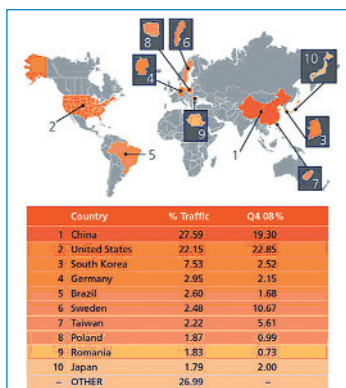 8
6
10
4
2
9
3
5
1
7
Country % Traffic Q4 08%
1 China 27.59 19.30
2 United States 22.15 22.85
3 South Korea 7.53 2.52
4 Germany 2.95 2.15
5 Brazil 2.60 1.68
6 Sweden 2.48 10.67
7 Taiwan 2.22 5.61
8 Poland 1.87 0.99
9 Romania 1.83 0.73
10 Japan 1.79 2.00
– OTHER 26.99 –